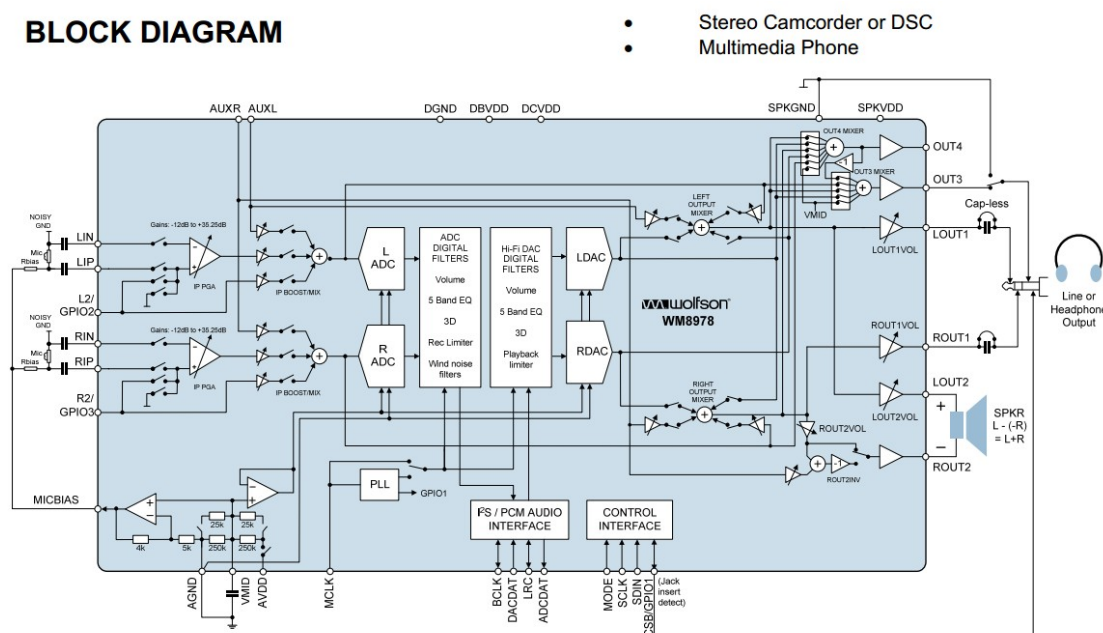 BLOCK DIAGRAM
• Stereo Camcorder or DSC
• Multimedia Phone
AUXR AUXL DGND DBVDD DCVDD SPKGND SPKVDD
OUT4 MIXER
OUT4
-1
OUT3 MIXER
OUT3
VMID
LEFT OUTPUT MIXER
Cap-less
LOUT1VOL
LOUT1
NOISY GND
LIN
Mic
LIP
Rbias
Gains: -12dB to +35.25dB
IP PGA
IP BOOST/MIX
L2/
GPIO2
L
ADC
ADC
DIGITAL
FILTERS
Volume
5 Band EQ
3D
Rec Limiter
Wind noise
filters
Hi-Fi DAC
DIGITAL
FILTERS
Volume
5 Band EQ
3D
Playback
limiter
LDAC
wolfson®
WM8978
Line or
Headphone
Output
NOISY GND
RIN
Mic
RIP
Rbias
Gains: -12dB to +35.25dB
IP PGA
IP BOOST/MIX
R2/
GPIO3
R
ADC
RDAC
ROUT1VOL
ROUT1
RIGHT OUTPUT MIXER
LOUT2
LOUT2VOL
ROUT2VOL
-1
ROUT2INV
ROUT2
SPKR
L - (-R)
= L+R
MICBIAS
4k
5k
25k
25k
250k
250k
PLL
GPIO1
I²S / PCM AUDIO
INTERFACE
CONTROL
INTERFACE
AGND
VMID
AVDD
MCLK
BCLK
DACDAT
LRC
ADCDAT
MODE
SCLK
SDIN
CSB/GPIO1
(Jack
insert
detect)